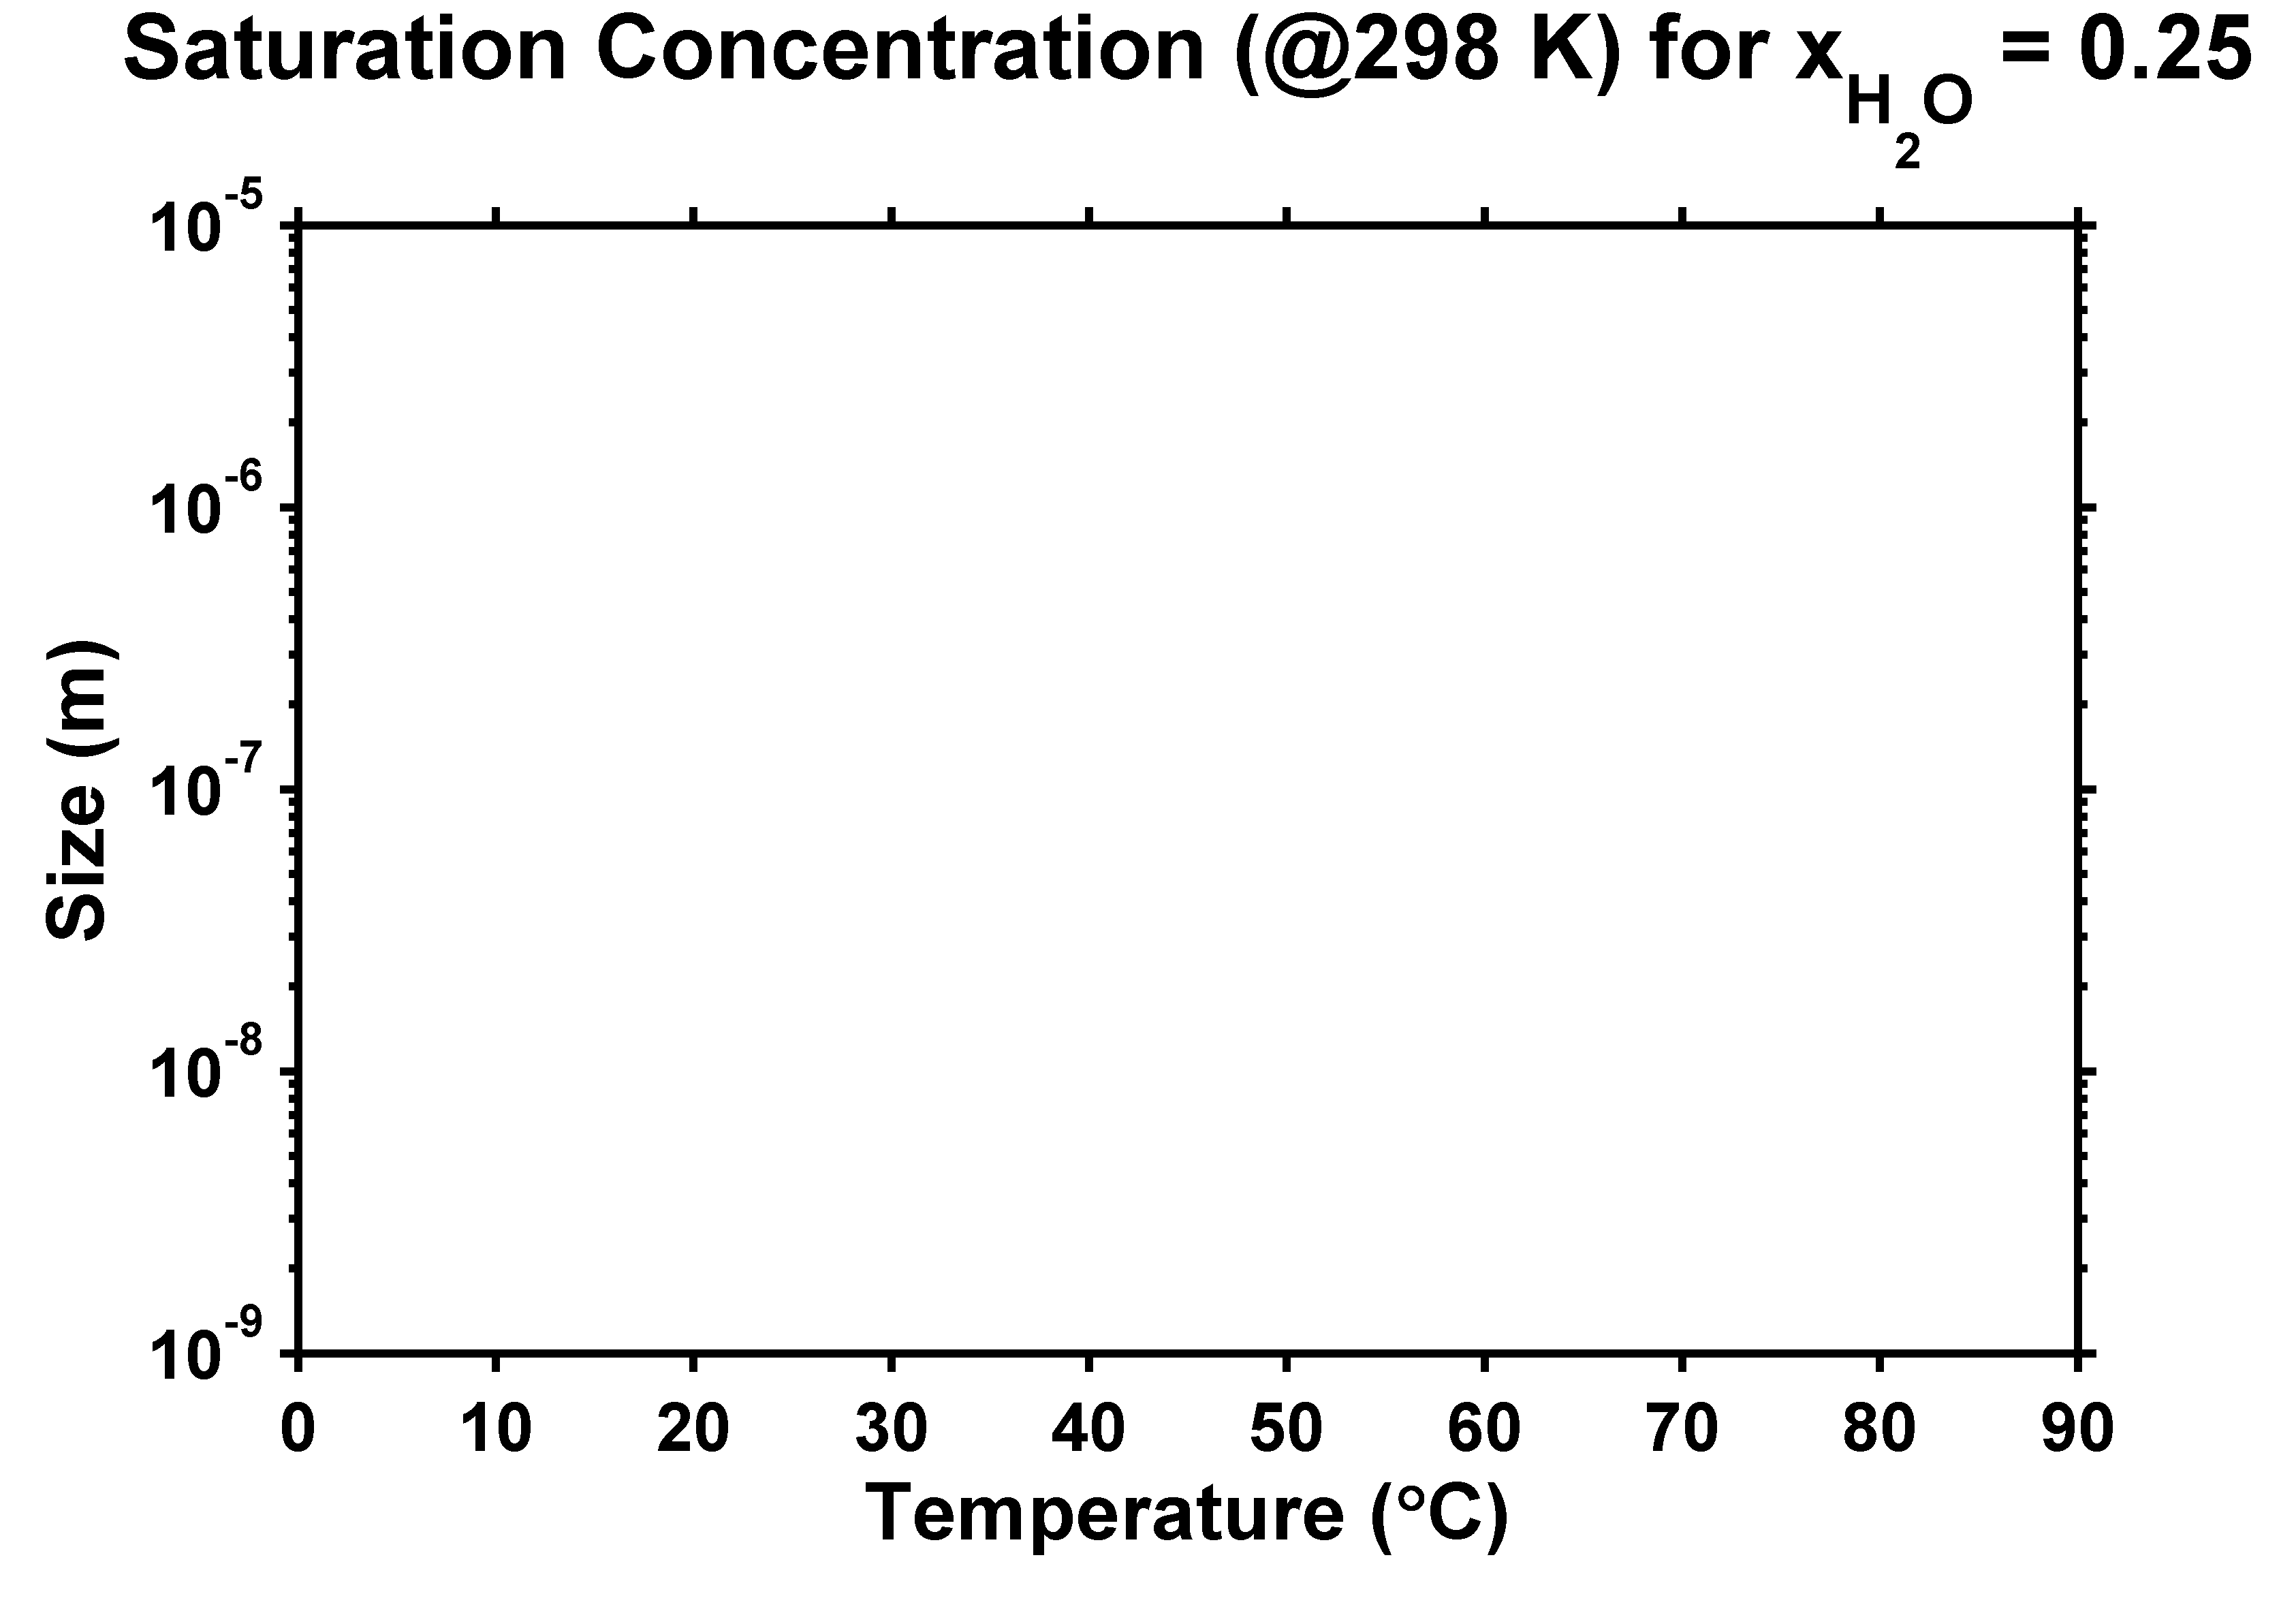 Saturation Concentration (@298 K) for x_H₂O = 0.25
10⁻⁵
10⁻⁶
10⁻⁷
10⁻⁸
10⁻⁹
Size (m)
0 10 20 30 40 50 60 70 80 90
Temperature (°C)